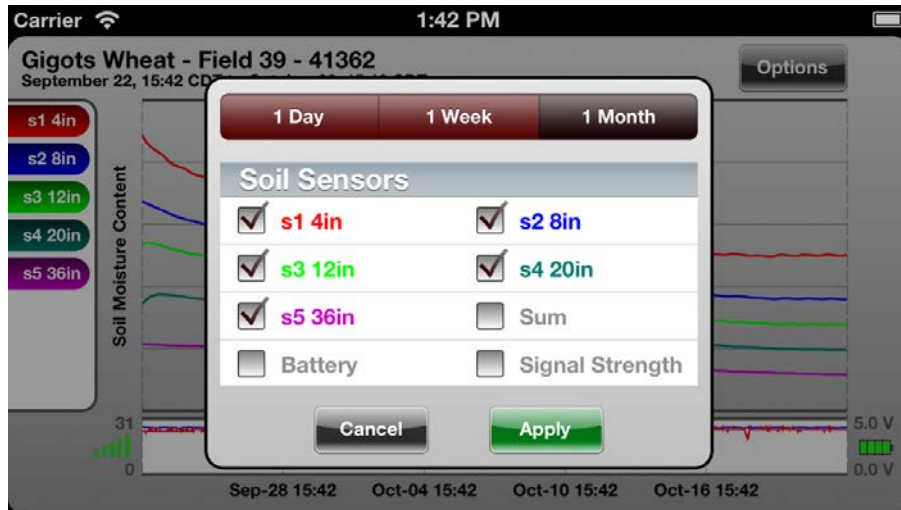 Carrier 1:42 PM
Gigots Wheat - Field 39 - 41362
September 22, 15:42 CDT
Options
1 Day 1 Week 1 Month
s1 4in
s2 8in
s3 12in
s4 20in
s5 36in
Soil Moisture Content
Soil Sensors
s1 4in s2 8in
s3 12in s4 20in
s5 36in Sum
Battery Signal Strength
Cancel Apply
31 5.0 V
0 0.0 V
Sep-28 15:42 Oct-04 15:42 Oct-10 15:42 Oct-16 15:42